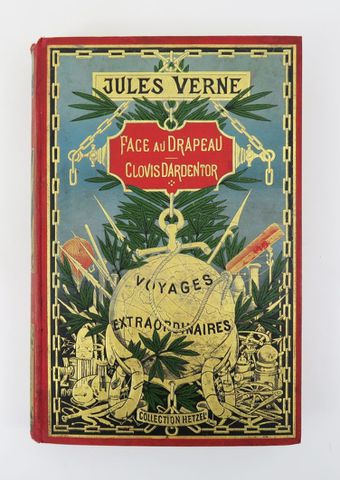 JULES VERNE
FACE AU DRAPEAU
CLOVIS DARDENTOR
VOYAGES
EXTRAORDINAIRES
COLLECTION HETZEL